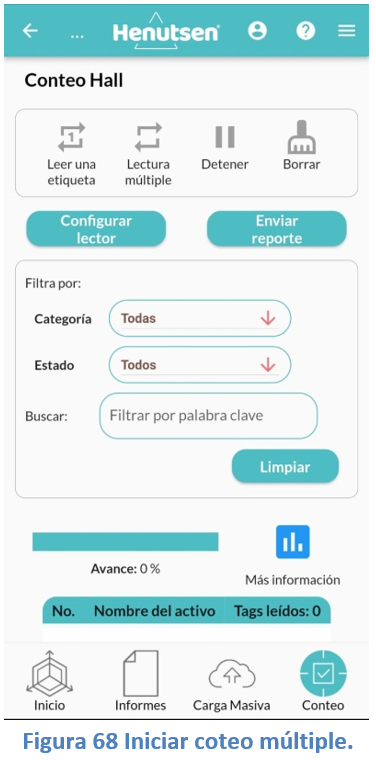 ...
Henutsen
Conteo Hall
1
Leer una
etiqueta
Lectura
múltiple
Detener
Borrar
Configurar
lector
Enviar
reporte
Filtra por:
Categoría
Todas
Estado
Todos
Buscar:
Filtrar por palabra clave
Limpiar
Avance: 0 %
Más información
No. Nombre del activo Tags leídos: 0
Inicio
Informes
Carga Masiva
Conteo
Figura 68 Iniciar coteo múltiple.